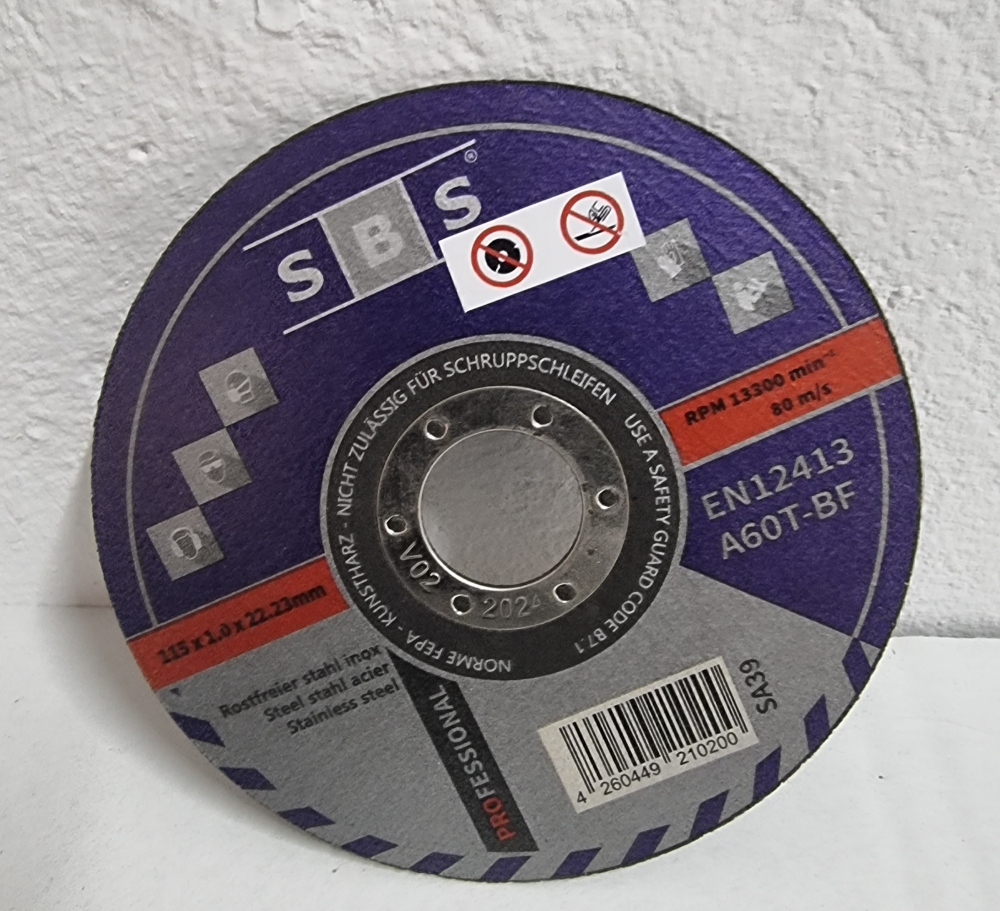 SBS®
RPM 13300 min⁻¹
80 m/s
EN12413
A60T-BF
NORME FEPA - KUNSTHARZ - NICHT ZULÄSSIG FÜR SCHRUPPSCHLEIFEN
USE A SAFETY GUARD CODE B7.1
V02 2024
115 x 1.0 x 22.23mm
Rostfreier stahl inox
Steel stahl acier
Stainless steel
PROFESSIONAL
SA39
4 260449 210200